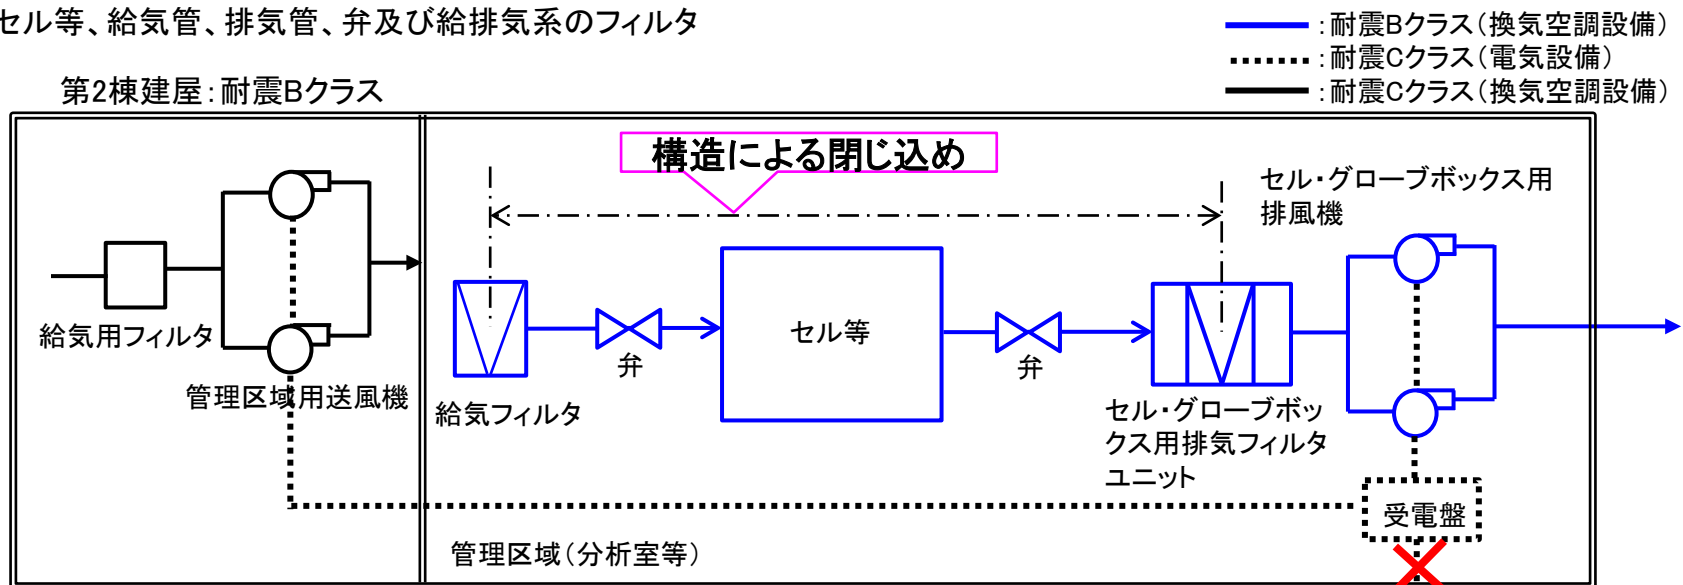 セル等、給気管、排気管、弁及び給排気系のフィルタ
:耐震Bクラス(換気空調設備)
:耐震Cクラス(電気設備)
:耐震Cクラス(換気空調設備)
第2棟建屋:耐震Bクラス
構造による閉じ込め
セル・グローブボックス用
排風機
給気用フィルタ
管理区域用送風機
給気フィルタ
弁
セル等
弁
セル・グローブボッ
クス用排気フィルタ
ユニット
受電盤
管理区域(分析室等)